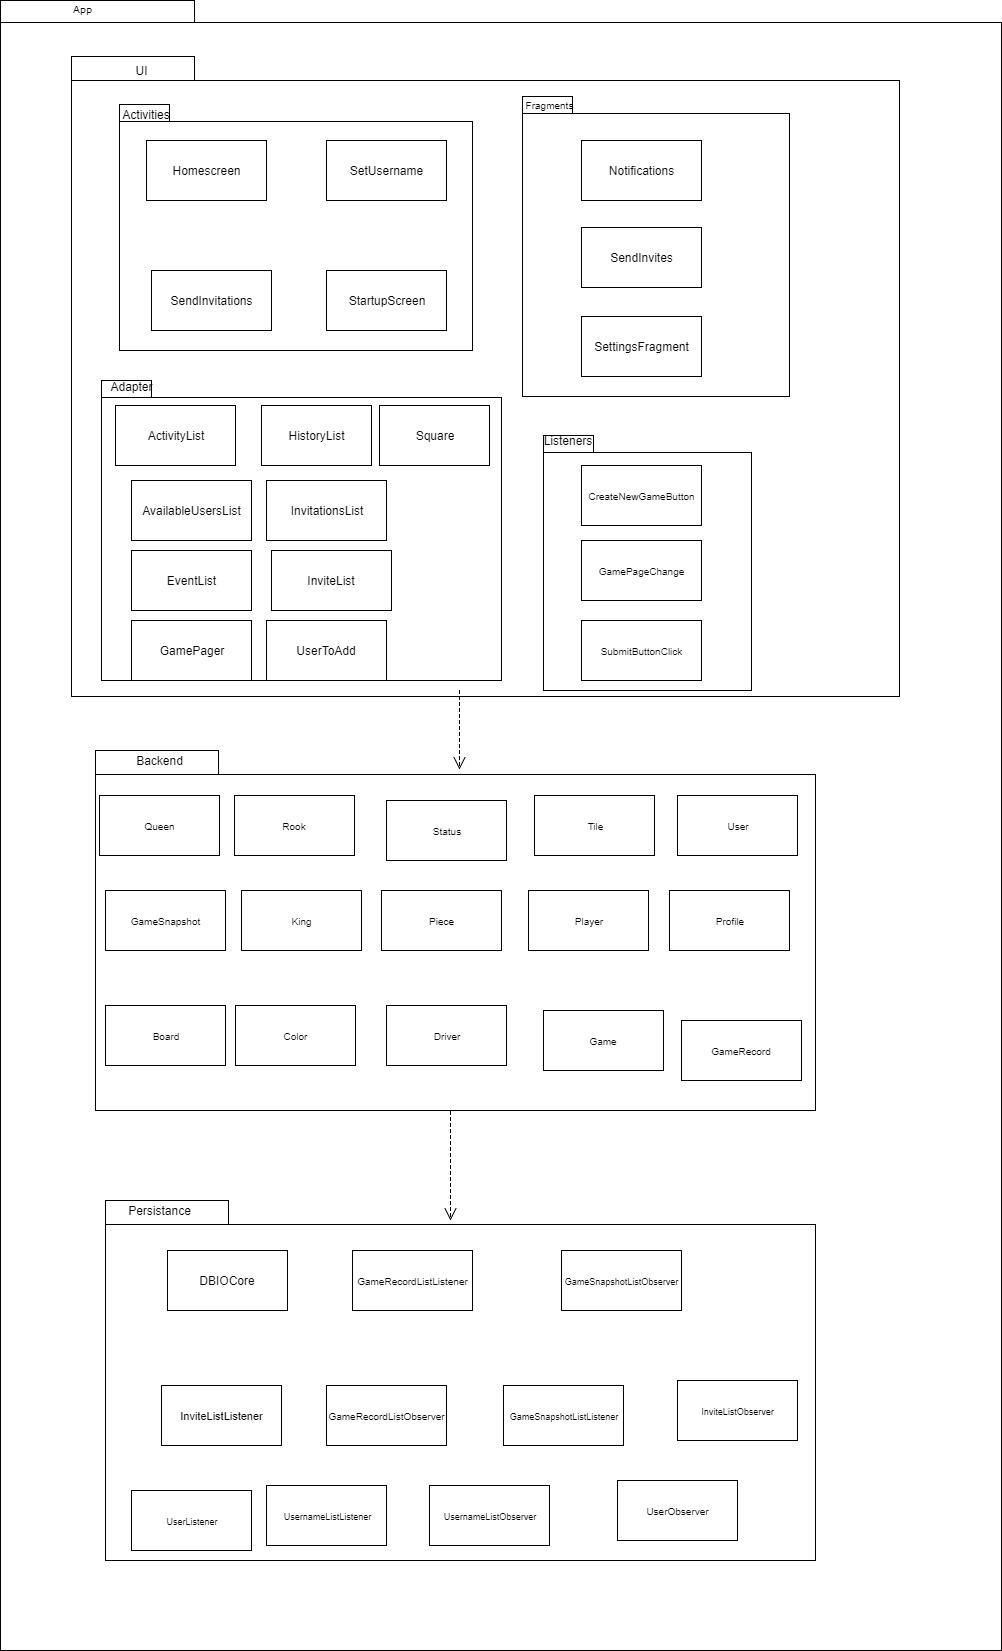 App
UI
Activities
Homescreen
SetUsername
SendInvitations
StartupScreen
Fragments
Notifications
SendInvites
SettingsFragment
Adapter
ActivityList
HistoryList
Square
AvailableUsersList
InvitationsList
EventList
InviteList
GamePager
UserToAdd
Listeners
CreateNewGameButton
GamePageChange
SubmitButtonClick
Backend
Queen
Rook
Status
Tile
User
GameSnapshot
King
Piece
Player
Profile
Board
Color
Driver
Game
GameRecord
Persistance
DBIOCore
GameRecordListListener
GameSnapshotListObserver
InviteListListener
GameRecordListObserver
GameSnapshotListListener
InviteListObserver
UserListener
UsernameListListener
UsernameListObserver
UserObserver